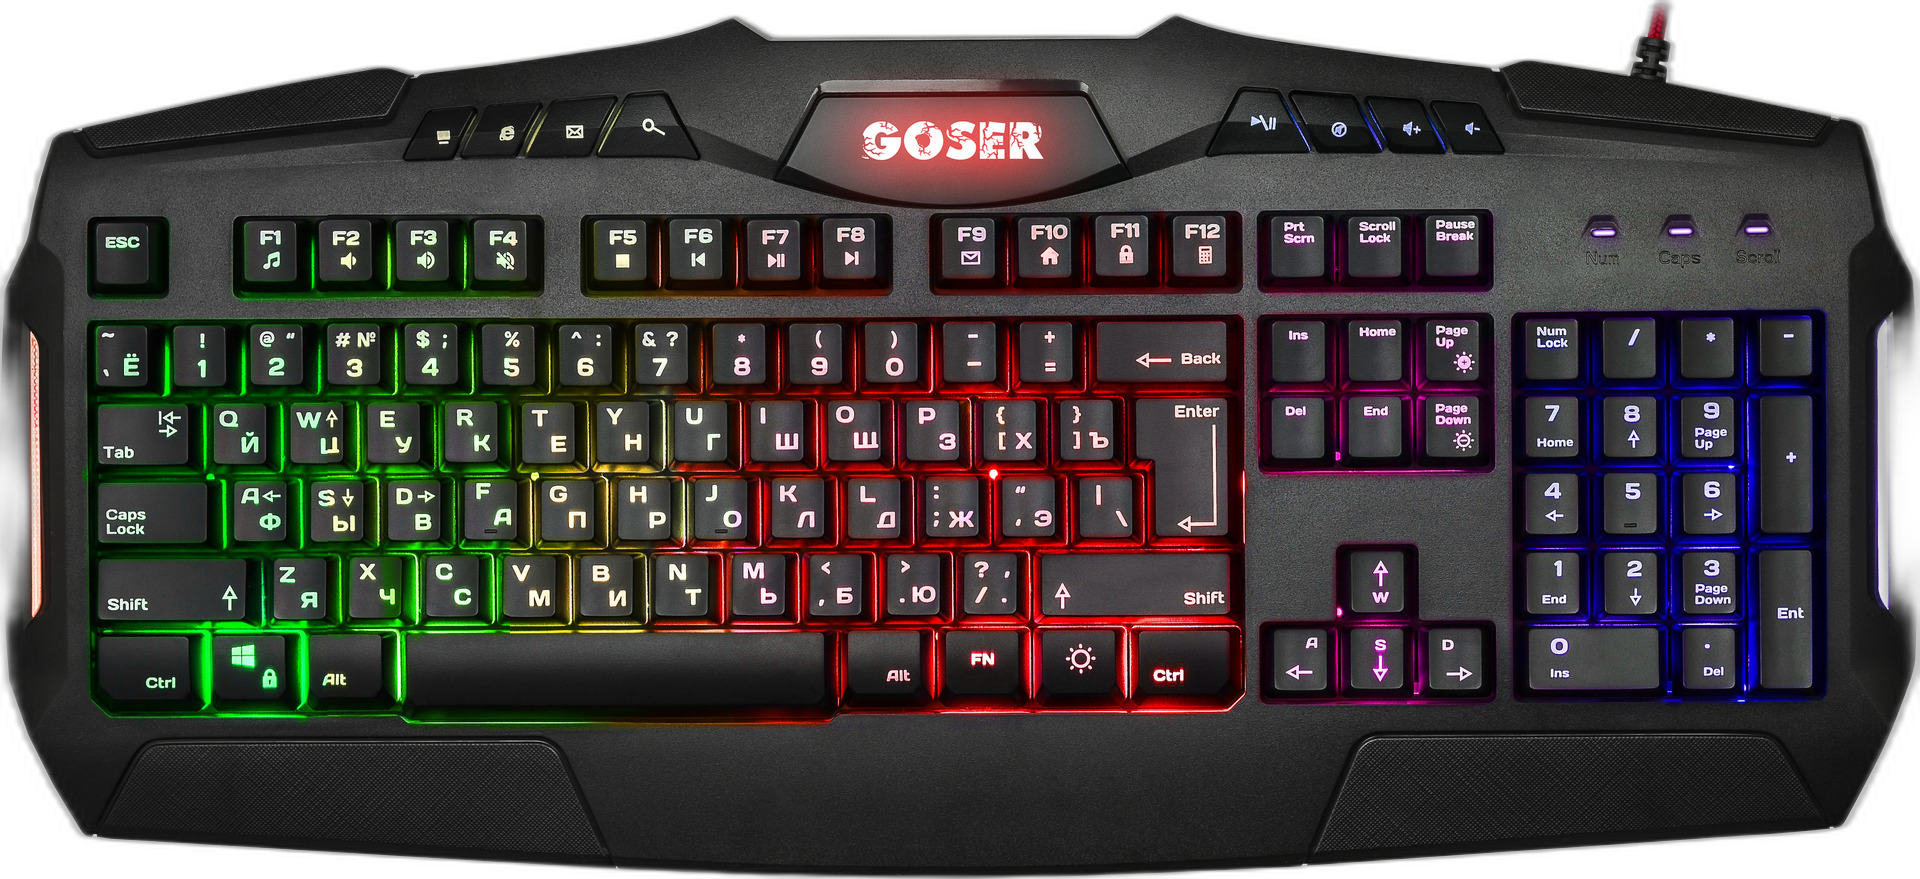 GOSER
ESC F1 F2 F3 F4 F5 F6 F7 F8 F9 F10 F11 F12 Prt Scrn Scroll Lock Pause Break
Num Caps Scroll
~ ` Ё ! 1 @ " 2 # № 3 $ ; 4 % 5 ^ : 6 & ? 7 * 8 ( 9 ) 0 - – + = ← Back Ins Home Page Up Num Lock / * -
Tab Q Й W ↑ Ц E У R К T Е Y Н U Г I Ш O Щ P З { [ Х } ] Ъ Enter Del End Page Down 7 Home 8 ↑ 9 Page Up +
Caps Lock A ← Ф S ↓ Ы D → В F А G П H Р J О K Л L Д : ; Ж " , Э | \ 4 ← 5 6 →
Shift ↑ Z Я X Ч C С V М B И N Т M Ь < , Б > . Ю ? , / . ↑ Shift ↑ W 1 End 2 ↓ 3 Page Down Ent
Ctrl Alt Alt FN Ctrl A ← S ↓ D → 0 Ins . Del